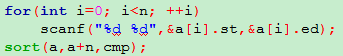 for(int i=0; i<n; ++i)
scanf("%d %d",&a[i].st,&a[i].ed);
sort(a,a+n,cmp);